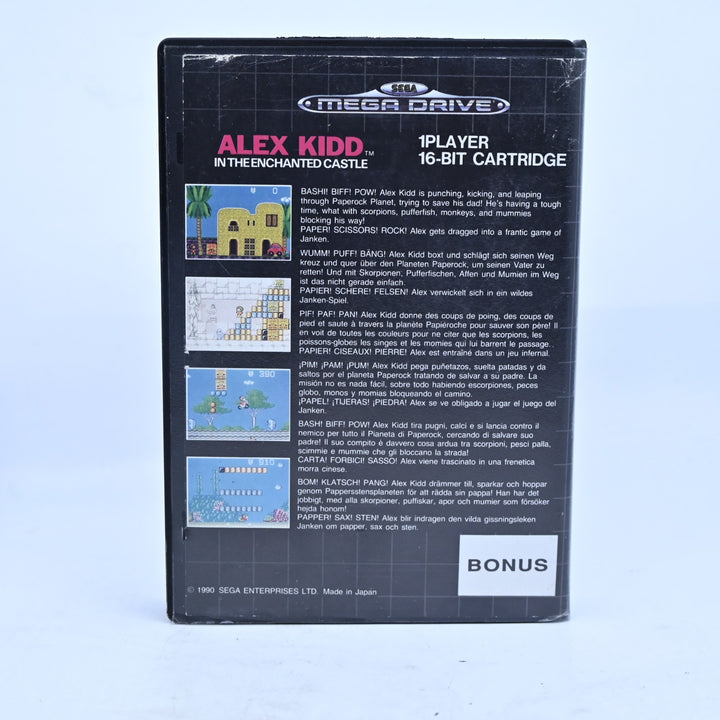 SEGA
MEGA DRIVE
ALEX KIDD™
IN THE ENCHANTED CASTLE
1PLAYER
16-BIT CARTRIDGE
0
BASHI! BIFF! POW! Alex Kidd is punching, kicking, and leaping
through Paperock Planet, trying to save his dad! He's having a tough
time, what with scorpions, pufferfish, monkeys, and mummies
blocking his way!
PAPER! SCISSORS! ROCK! Alex gets dragged into a frantic game of
Janken.
WUMM! PUFF! BÄNG! Alex Kidd boxt und schlägt sich seinen Weg
kreuz und quer über den Planeten Paperock, um seinen Vater zu
retten! Und mit Skorpionen, Pufferfischen, Affen und Mumien im Weg
ist das nicht gerade einfach.
PAPIER! SCHERE! FELSEN! Alex verwickelt sich in ein wildes
Janken-Spiel.
PIF! PAF! PAN! Alex Kidd donne des coups de poing, des coups de
pied et saute à travers la planète Papiéroche pour sauver son père! Il
en voit de toutes les couleurs pour ne citer que les scorpions, les
poissons-globes les singes et les momies qui lui barrent le passage..
PAPIER! CISEAUX! PIERRE! Alex est entraîné dans un jeu infernal.
390
¡PIM! ¡PAM! ¡PUM! Alex Kidd pega puñetazos, suelta patadas y da
saltos por el planeta Paperock tratando de salvar a su padre. La
misión no es nada fácil, sobre todo habiendo escorpiones, peces
globo, monos y momias bloqueando el camino.
¡PAPEL! ¡TIJERAS! ¡PIEDRA! Alex se ve obligado a jugar el juego del
Janken.
BASH! BIFF! POW! Alex Kidd tira pugni, calci e si lancia contro il
nemico per tutto il Pianeta di Paperock, cercando di salvare suo
padre! Il suo compito è davvero cosa ardua tra scorpioni, pesci palla,
scimmie e mummie che gli bloccano la strada!
CARTA! FORBICI! SASSO! Alex viene trascinato in una frenetica
morra cinese.
910
BOM! KLATSCH! PANG! Alex Kidd drämmer till, sparkar och hoppar
genom Pappersstensplaneten för att rädda sin pappa! Han har det
jobbigt, med alla skorpioner, puffiskar, apor och mumier som försöker
hejda honom!
PAPPER! SAX! STEN! Alex blir indragen den vilda gissningsleken
Janken om papper, sax och sten.
BONUS
© 1990 SEGA ENTERPRISES LTD. Made in Japan